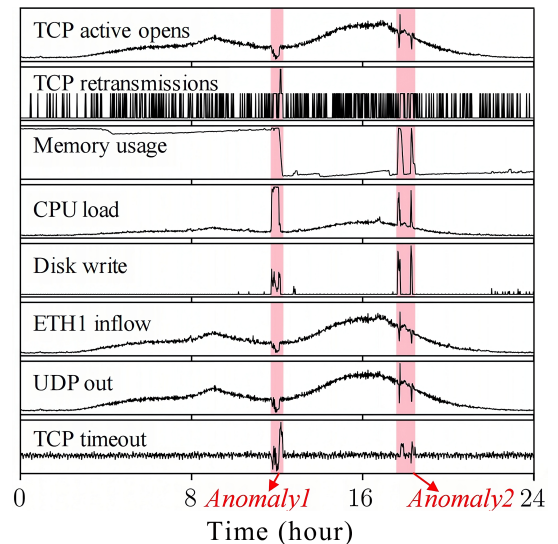 TCP active opens
TCP retransmissions
Memory usage
CPU load
Disk write
ETH1 inflow
UDP out
TCP timeout
0 8 Anomaly1 16 Anomaly2 24
Time (hour)